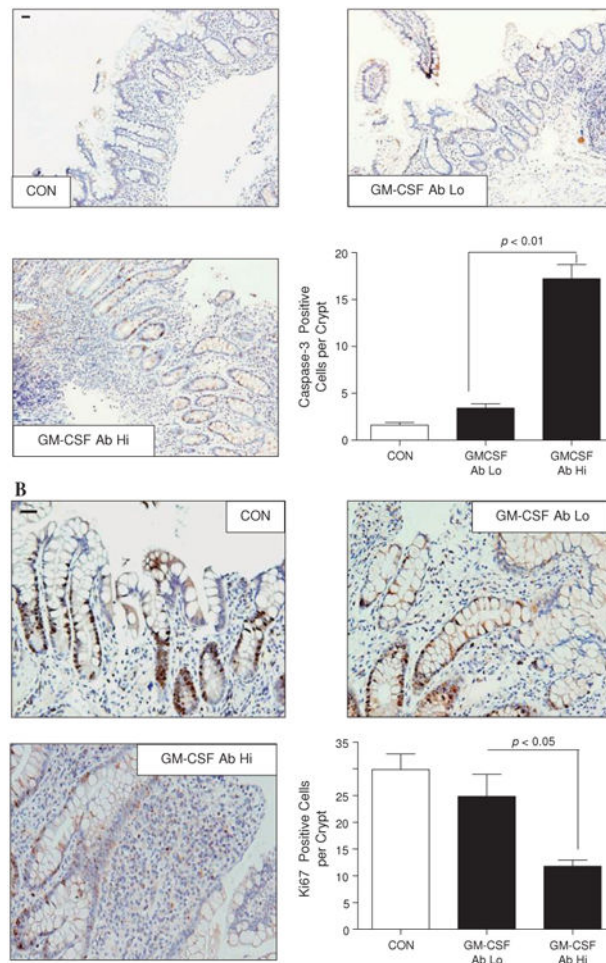 CON
GM-CSF Ab Lo
GM-CSF Ab Hi
Caspase-3 Positive
Cells per Crypt
20
15
10
5
0
p < 0.01
CON
GMCSF
Ab Lo
GMCSF
Ab Hi
B
CON
GM-CSF Ab Lo
GM-CSF Ab Hi
Ki67 Positive Cells
per Crypt
35
30
25
15
10
5
0
p < 0.05
CON
GM-CSF
Ab Lo
GM-CSF
Ab Hi